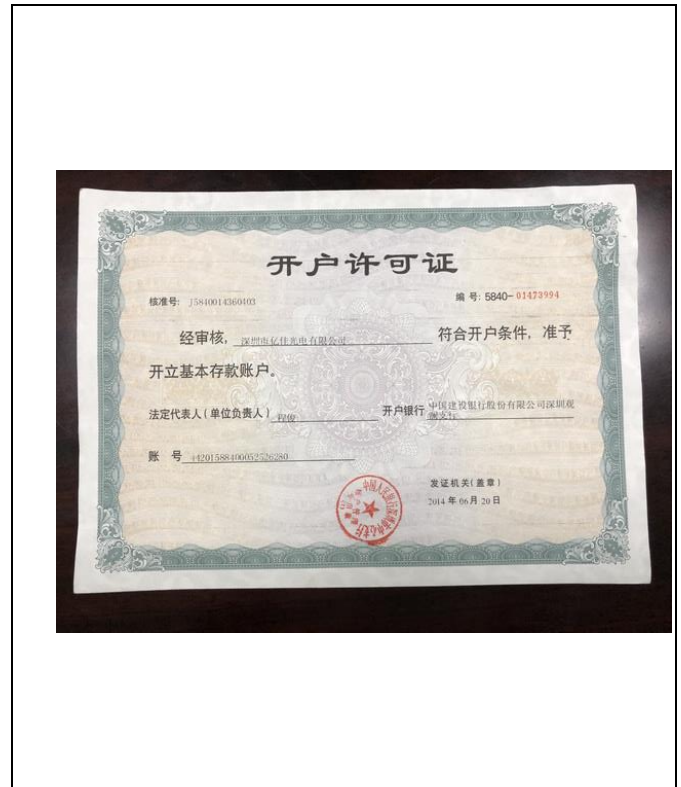 开户许可证
核准号: J5840014360403 编 号: 5840-01473994
经审核, 深圳市亿佳光电有限公司 符合开户条件, 准予
开立基本存款账户。
法定代表人(单位负责人) 程俊 开户银行 中国建设银行股份有限公司深圳观
澜支行
账 号 44201588400052526280
发证机关(盖章)
2014 年 06 月 20 日